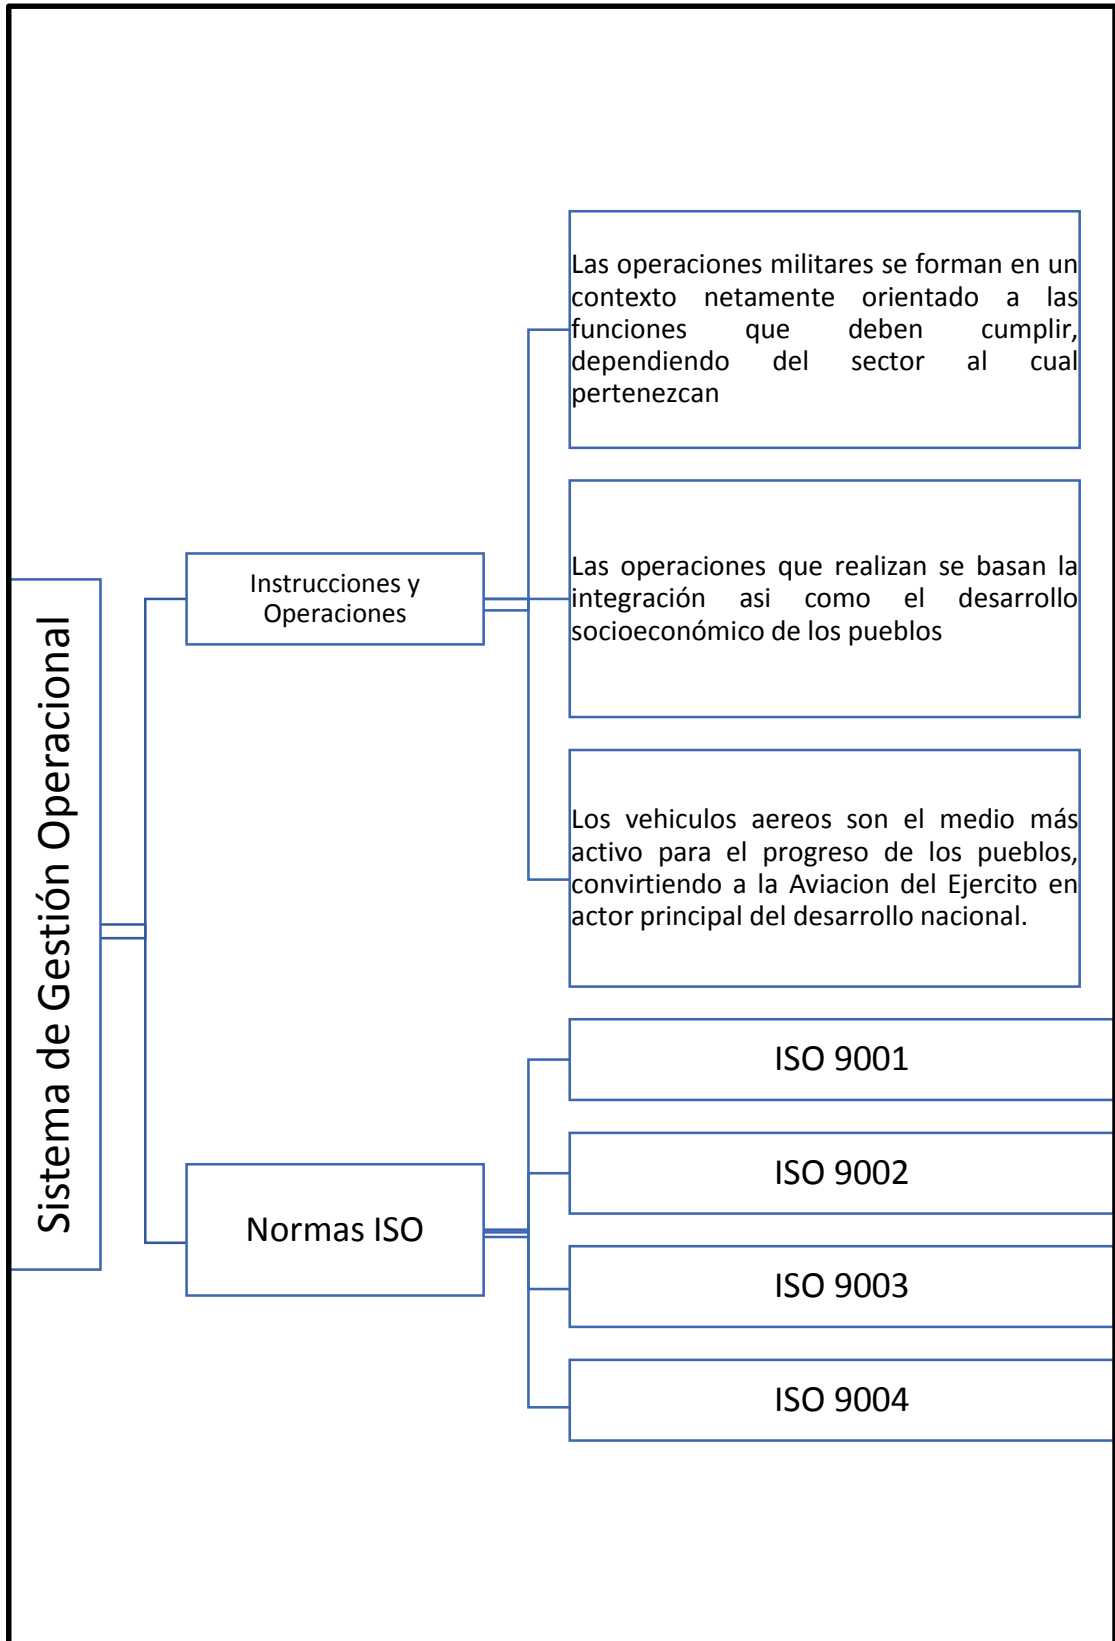 Sistema de Gestión Operacional
Instrucciones y
Operaciones
Las operaciones militares se forman en un
contexto netamente orientado a las
funciones que deben cumplir,
dependiendo del sector al cual
pertenezcan
Las operaciones que realizan se basan la
integración asi como el desarrollo
socioeconómico de los pueblos
Los vehiculos aereos son el medio más
activo para el progreso de los pueblos,
convirtiendo a la Aviacion del Ejercito en
actor principal del desarrollo nacional.
Normas ISO
ISO 9001
ISO 9002
ISO 9003
ISO 9004